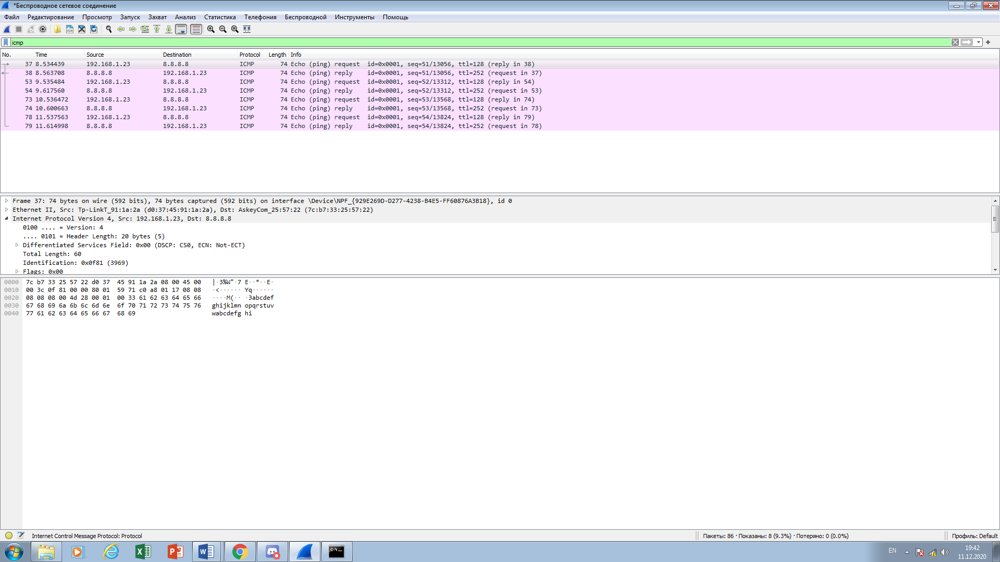 *Беспроводное сетевое соединение
Файл Редактирование Просмотр Запуск Захват Анализ Статистика Телефония Беспроводной Инструменты Помощь
icmp
No. Time Source Destination Protocol Length Info
37 8.534439 192.168.1.23 8.8.8.8 ICMP 74 Echo (ping) request id=0x0001, seq=51/13056, ttl=128 (reply in 38)
38 8.563708 8.8.8.8 192.168.1.23 ICMP 74 Echo (ping) reply id=0x0001, seq=51/13056, ttl=252 (request in 37)
53 9.535484 192.168.1.23 8.8.8.8 ICMP 74 Echo (ping) request id=0x0001, seq=52/13312, ttl=128 (reply in 54)
54 9.617560 8.8.8.8 192.168.1.23 ICMP 74 Echo (ping) reply id=0x0001, seq=52/13312, ttl=252 (request in 53)
73 10.536472 192.168.1.23 8.8.8.8 ICMP 74 Echo (ping) request id=0x0001, seq=53/13568, ttl=128 (reply in 74)
74 10.600663 8.8.8.8 192.168.1.23 ICMP 74 Echo (ping) reply id=0x0001, seq=53/13568, ttl=252 (request in 73)
78 11.537563 192.168.1.23 8.8.8.8 ICMP 74 Echo (ping) request id=0x0001, seq=54/13824, ttl=128 (reply in 79)
79 11.614998 8.8.8.8 192.168.1.23 ICMP 74 Echo (ping) reply id=0x0001, seq=54/13824, ttl=252 (request in 78)
Frame 37: 74 bytes on wire (592 bits), 74 bytes captured (592 bits) on interface \Device\NPF_{929E269D-D277-4238-B4E5-FF60876A3B18}, id 0
Ethernet II, Src: Tp-LinkT_91:1a:2a (d0:37:45:91:1a:2a), Dst: AskeyCom_25:57:22 (7c:b7:33:25:57:22)
Internet Protocol Version 4, Src: 192.168.1.23, Dst: 8.8.8.8
0100 .... = Version: 4
.... 0101 = Header Length: 20 bytes (5)
Differentiated Services Field: 0x00 (DSCP: CS0, ECN: Not-ECT)
Total Length: 60
Identification: 0x0f81 (3969)
Flags: 0x00
0000 7c b7 33 25 57 22 d0 37 45 91 1a 2a 08 00 45 00 |·3%W"·7 E··*··E·
0010 00 3c 0f 81 00 00 80 01 59 71 c0 a8 01 17 08 08 ·<······ Yq······
0020 08 08 08 00 4d 28 00 01 00 33 61 62 63 64 65 66 ····M(·· ·3abcdef
0030 67 68 69 6a 6b 6c 6d 6e 6f 70 71 72 73 74 75 76 ghijklmn opqrstuv
0040 77 61 62 63 64 65 66 67 68 69 wabcdefg hi
Internet Control Message Protocol: Protocol
Пакеты: 86 · Показаны: 8 (9.3%) · Потеряно: 0 (0.0%)
Профиль: Default
EN
19:42
11.12.2020